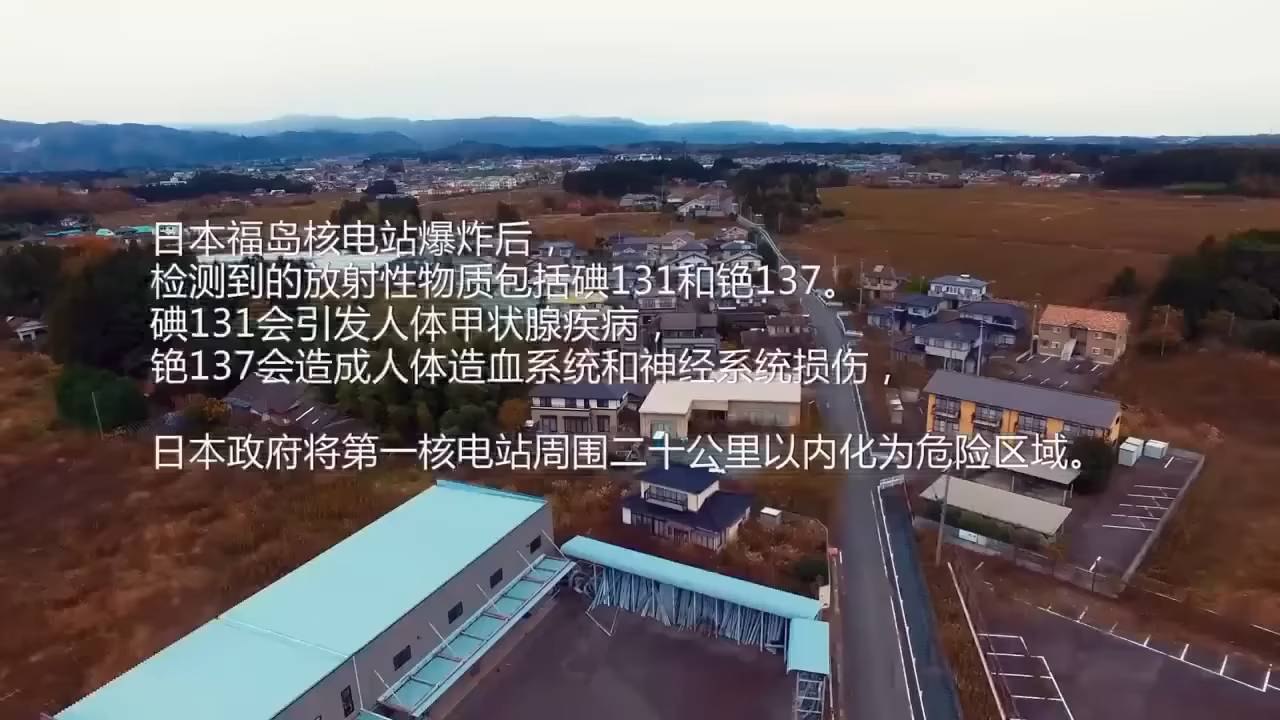 日本福岛核电站爆炸后，
检测到的放射性物质包括碘131和铯137。
碘131会引发人体甲状腺疾病，
铯137会造成人体造血系统和神经系统损伤，
日本政府将第一核电站周围二十公里以内化为危险区域。